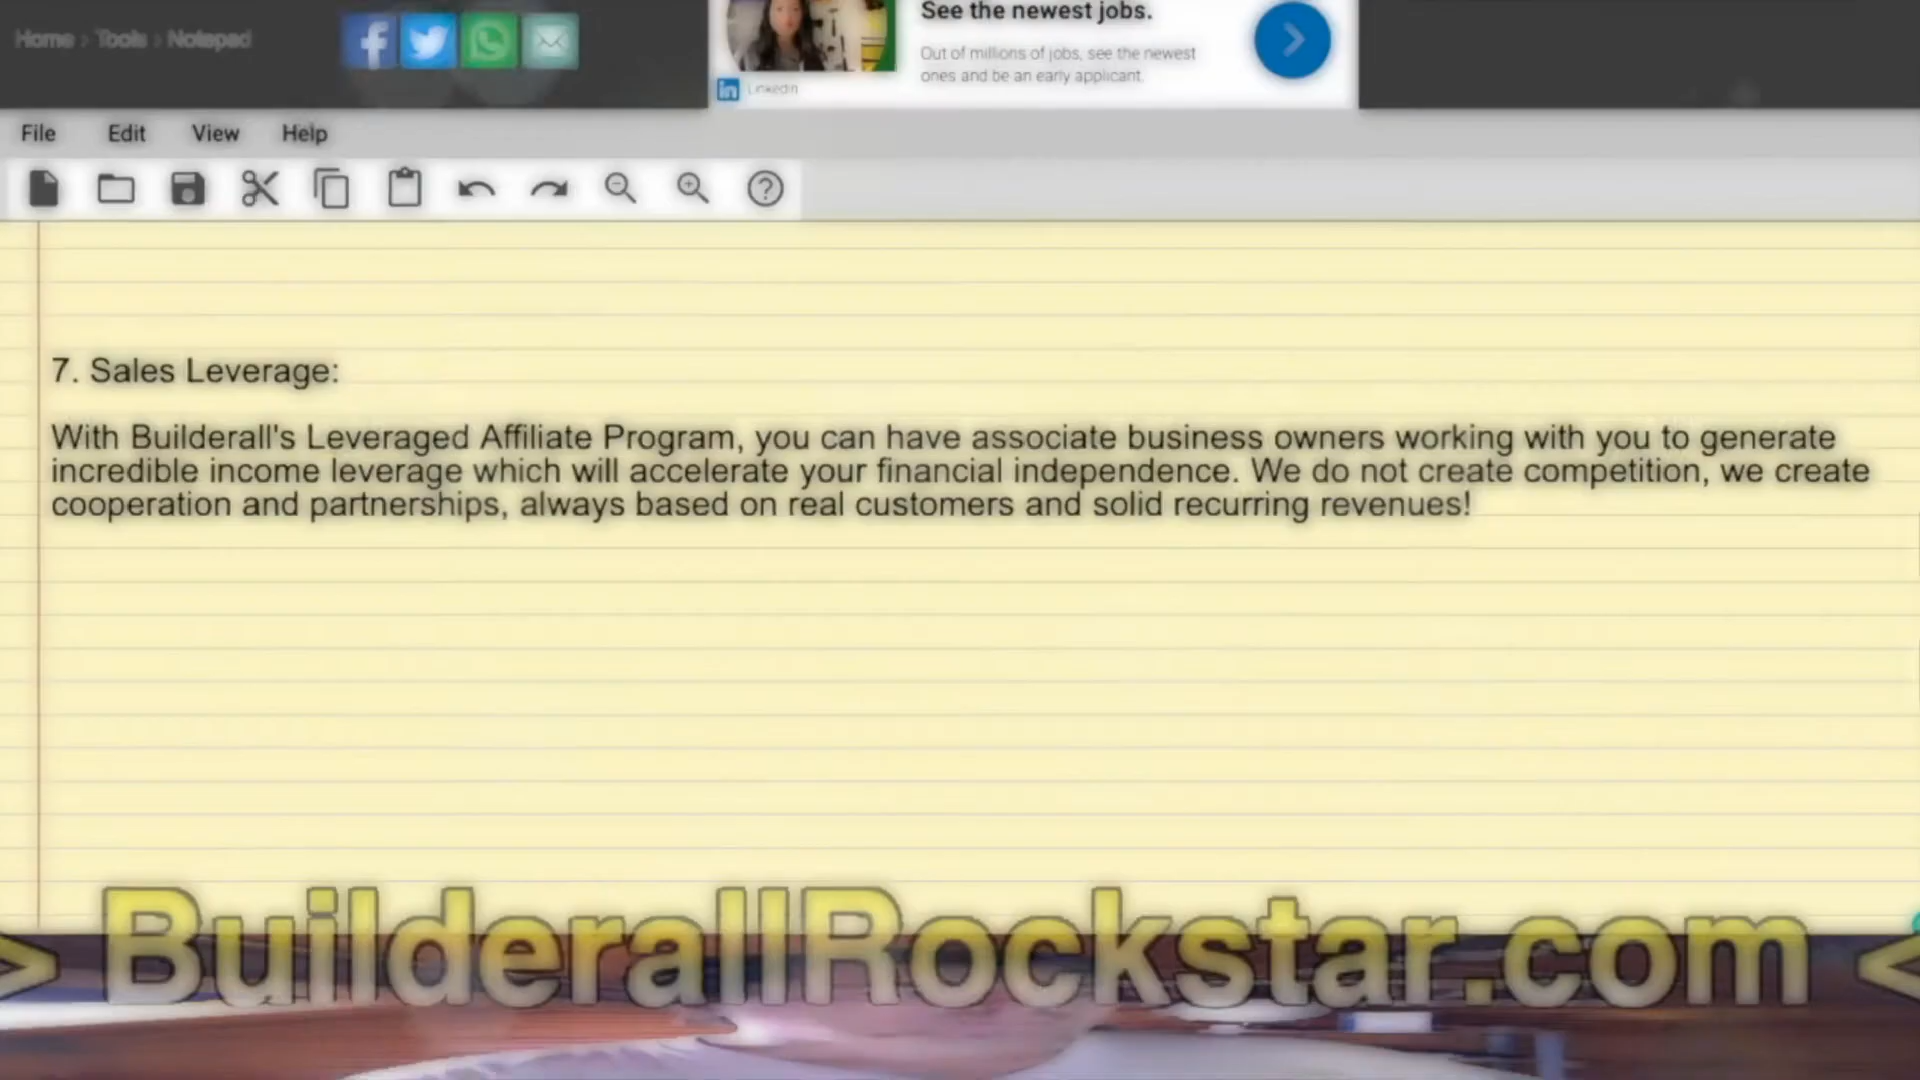 Home > Tools > Notepad
See the newest jobs.
Out of millions of jobs, see the newest
ones and be an early applicant.
in LinkedIn
File Edit View Help
7. Sales Leverage:
With Builderall's Leveraged Affiliate Program, you can have associate business owners working with you to generate
incredible income leverage which will accelerate your financial independence. We do not create competition, we create
cooperation and partnerships, always based on real customers and solid recurring revenues!
> BuilderallRockstar.com <